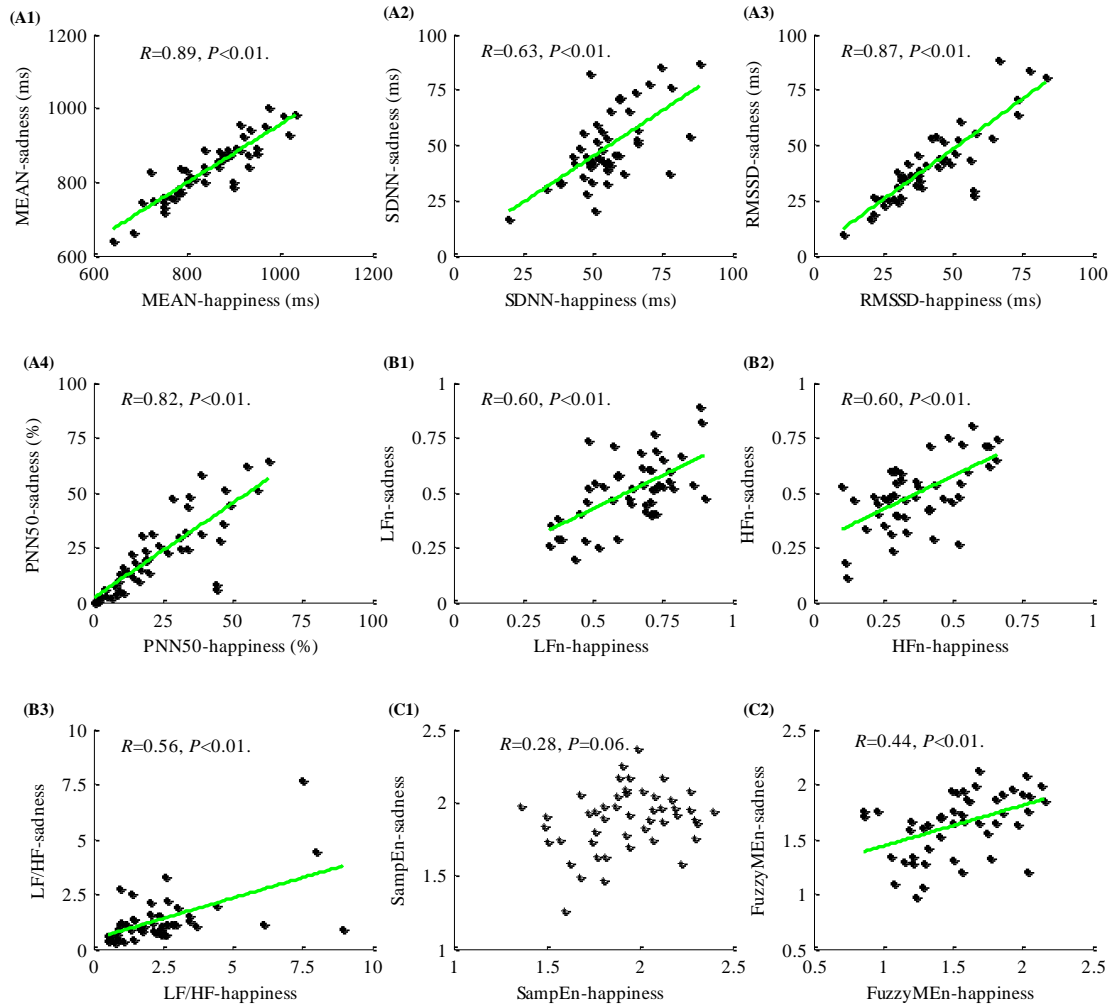 (A1)
R=0.89, P<0.01.
MEAN-sadness (ms)
1200
1000
800
600
600 800 1000 1200
MEAN-happiness (ms)
(A2)
R=0.63, P<0.01.
SDNN-sadness (ms)
100
75
50
25
0
0 25 50 75 100
SDNN-happiness (ms)
(A3)
R=0.87, P<0.01.
RMSSD-sadness (ms)
100
75
50
25
0
0 25 50 75 100
RMSSD-happiness (ms)
(A4)
R=0.82, P<0.01.
PNN50-sadness (%)
100
75
50
25
0
0 25 50 75 100
PNN50-happiness (%)
(B1)
R=0.60, P<0.01.
LFn-sadness
1
0.75
0.5
0.25
0
0 0.25 0.5 0.75 1
LFn-happiness
(B2)
R=0.60, P<0.01.
HFn-sadness
1
0.75
0.5
0.25
0
0 0.25 0.5 0.75 1
HFn-happiness
(B3)
R=0.56, P<0.01.
LF/HF-sadness
10
7.5
5
2.5
0
0 2.5 5 7.5 10
LF/HF-happiness
(C1)
R=0.28, P=0.06.
SampEn-sadness
2.5
2
1.5
1
1 1.5 2 2.5
SampEn-happiness
(C2)
R=0.44, P<0.01.
FuzzyMEn-sadness
2.5
2
1.5
1
0.5
0.5 1 1.5 2 2.5
FuzzyMEn-happiness